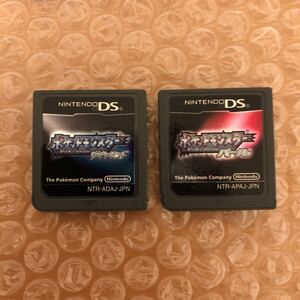 NINTENDO DS
ポケットモンスター
ダイヤモンド
The Pokémon Company Nintendo
NTR-ADAJ-JPN
NINTENDO DS
ポケットモンスター
パール
The Pokémon Company Nintendo
NTR-APAJ-JPN